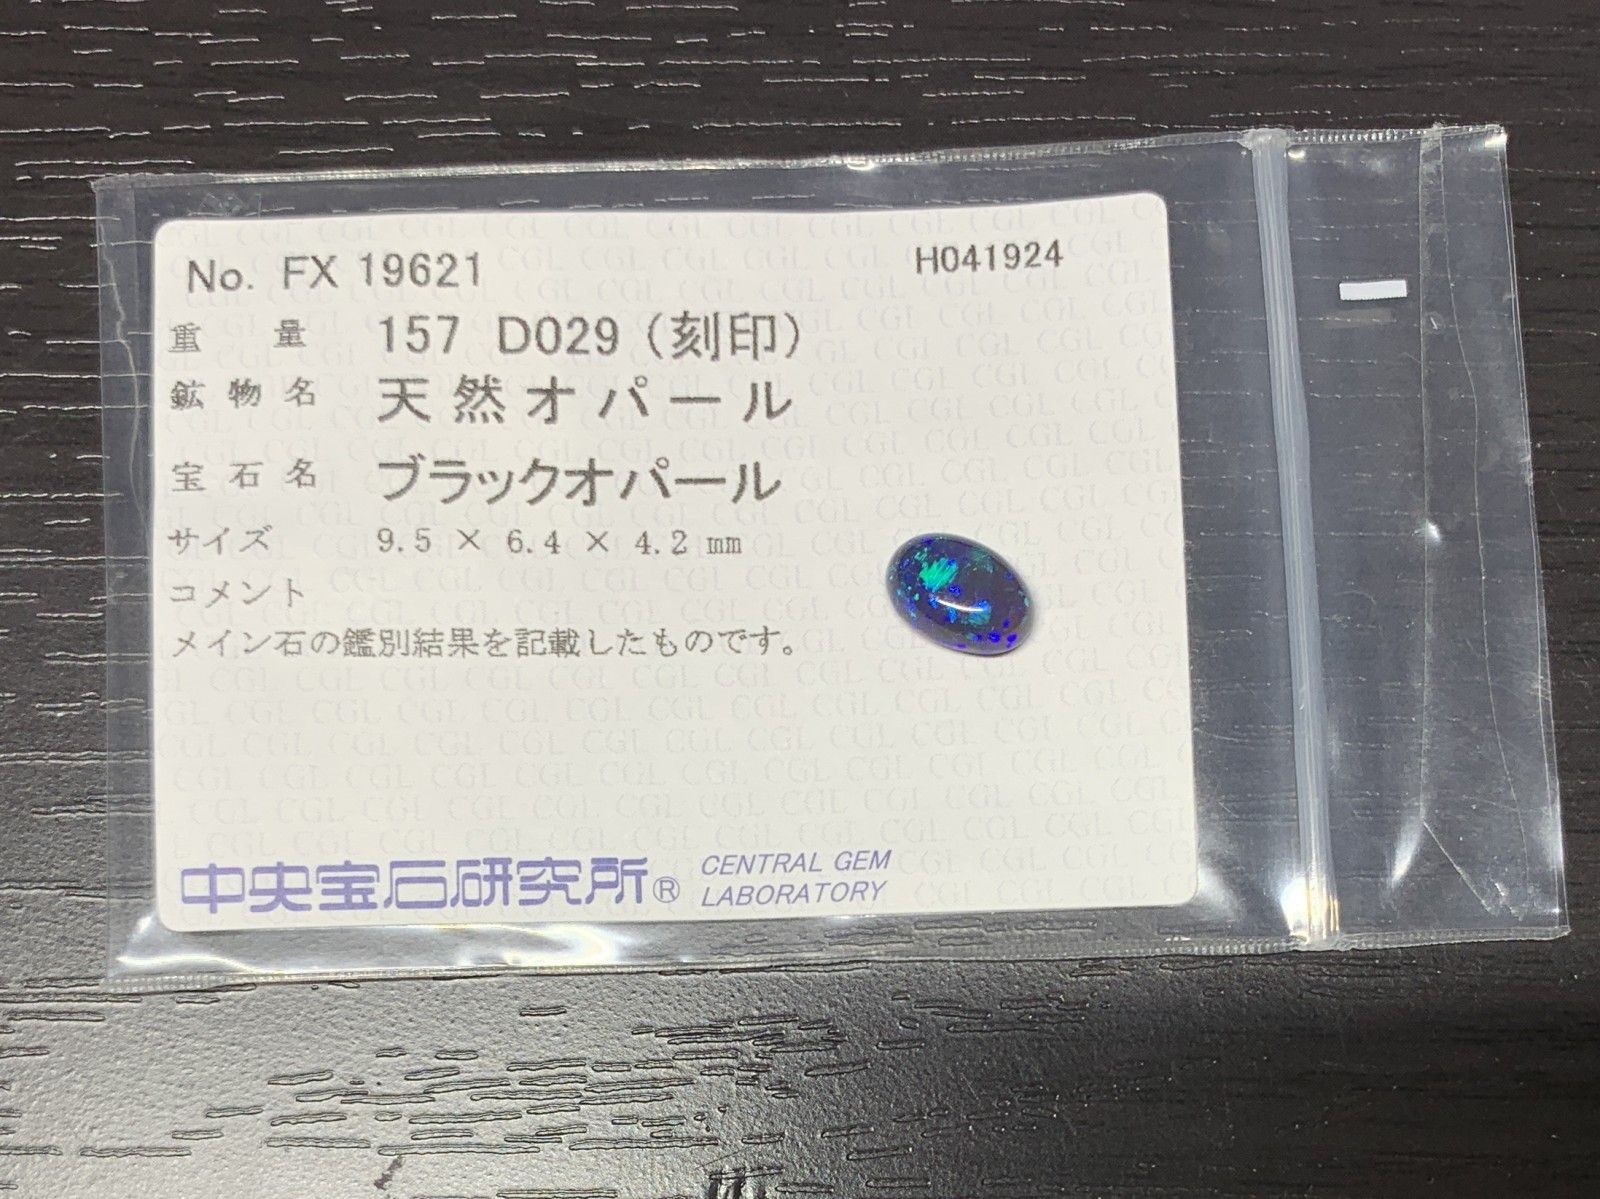 No. FX 19621 H041924
重量 157 D029（刻印）
鉱物名 天然オパール
宝石名 ブラックオパール
サイズ 9.5 × 6.4 × 4.2 mm
コメント
メイン石の鑑別結果を記載したものです。
中央宝石研究所® CENTRAL GEM
LABORATORY